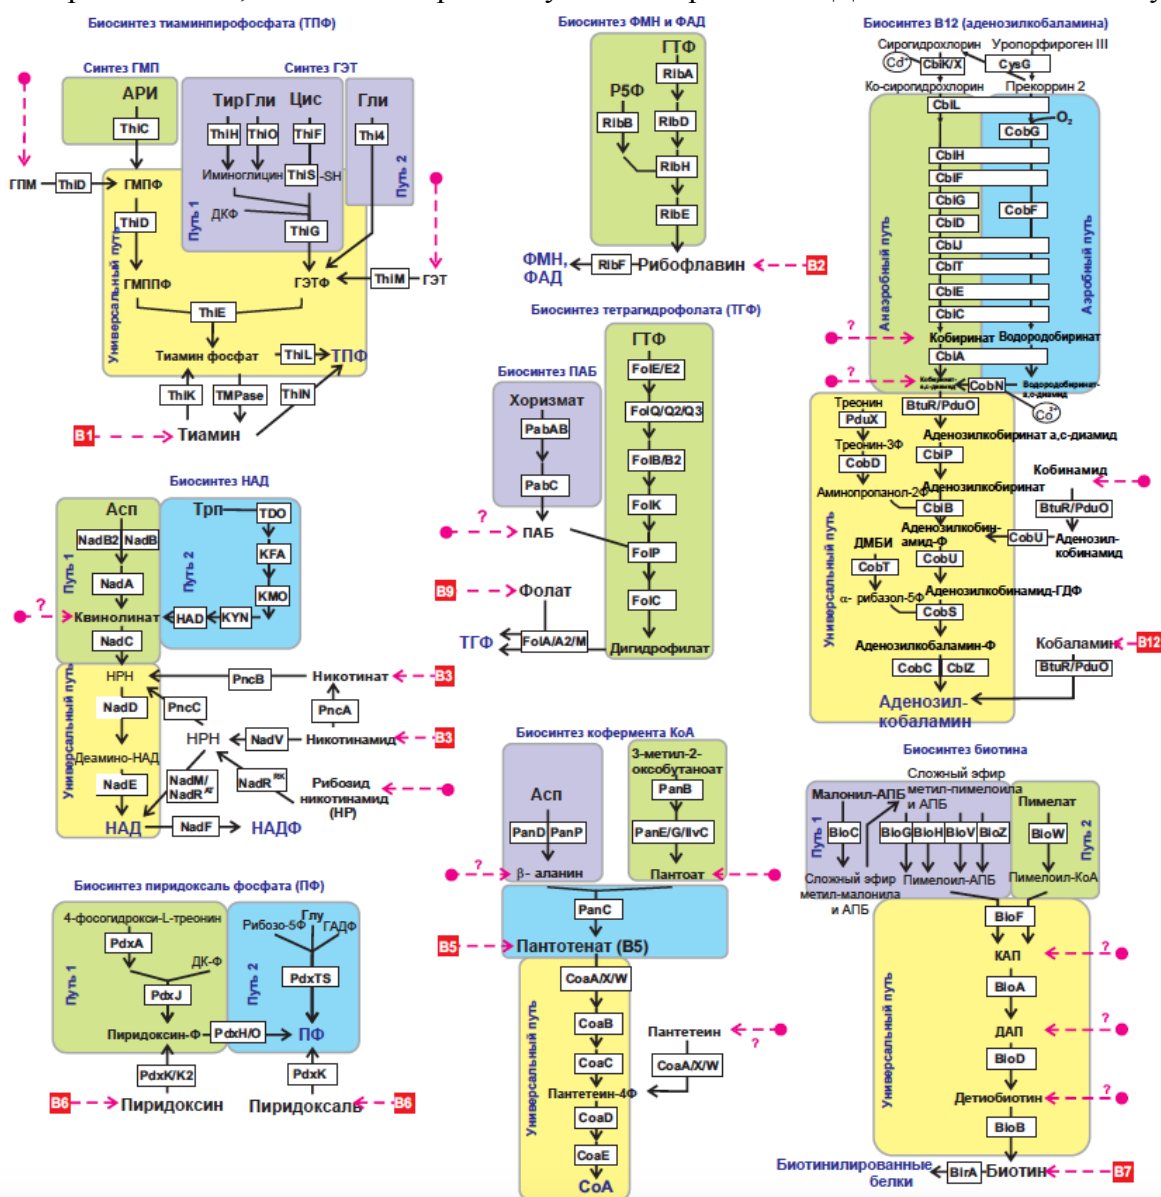 Биосинтез тиаминпирофосфата (ТПФ)
Синтез ГМП
Синтез ГЭТ
АРИ
ThiC
Тир
Гли
Цис
Гли
ThiH
ThiO
ThiF
Thi4
Иминоглицин
ThiS
-SH
ДКФ
ThiG
Путь 1
Путь 2
ГПМ
ThiD
ГМПФ
ThiD
ГМППФ
ГЭТФ
ThiM
ГЭТ
ThiE
Универсальный путь
Тиамин фосфат
ThiL
ТПФ
ThiK
TMPase
ThiN
B1
Тиамин
Биосинтез ФМН и ФАД
ГТФ
RibA
Р5Ф
RibB
RibD
RibH
RibE
ФМН,
ФАД
RibF
Рибофлавин
B2
Биосинтез B12 (аденозилкобаламина)
Сирогидрохлорин
Уропорфироген III
CbiK/X
CysG
Ко-сирогидрохлорин
Прекоррин 2
CbiL
O2
CobG
CbiH
CbiF
CbiG
CobF
CbiD
CbiJ
CbiT
CbiE
CbiC
Анаэробный путь
Аэробный путь
?
Кобиринат
Водородобиринат
CbiA
?
Кобиринат-
а,с-диамид
CobN
Водородобиринат-
а,с-диамид
Треонин
PduX
BtuR/PduO
Треонин-3Ф
Аденозилкобиринат а,с-диамид
CobD
CbiP
Аминопропанол-2Ф
Аденозилкобиринат
CbiB
Кобинамид
BtuR/PduO
Аденозилкобин-
амид-Ф
CobU
Аденозил-
кобинамид
ДМБИ
CobT
CobU
α- рибазол-5Ф
Аденозилкобинамид-ГДФ
CobS
Универсальный путь
Аденозилкобаламин-Ф
CobC
CbiZ
Кобаламин
B12
BtuR/PduO
Аденозил-
кобаламин
Биосинтез тетрагидрофолата (ТГФ)
ГТФ
FolE/E2
Биосинтез ПАБ
Хоризмат
PabAB
PabC
FolQ/Q2/Q3
FolB/B2
FolK
?
ПАБ
FolP
B9
Фолат
FolC
ТГФ
FolA/A2/M
Дигидрофилат
Биосинтез НАД
Асп
NadB2
NadB
NadA
Путь 1
Трп
TDO
KFA
KMO
KYN
HAD
Путь 2
?
Квинолинат
NadC
НРН
PncB
Никотинат
B3
NadD
PncC
PncA
НРН
NadV
Никотинамид
B3
Деамино-НАД
NadE
NadM/
NadR AT
NadR RK
Рибозид
никотинамид
(НР)
Универсальный путь
НАД
NadF
НАДФ
Биосинтез пиридоксаль фосфата (ПФ)
4-фосогидрокси-L-треонин
PdxA
ДК-Ф
PdxJ
Путь 1
Рибозо-5Ф
Глу
ГАДФ
PdxTS
Путь 2
Пиридоксин-Ф
PdxH/O
ПФ
PdxK/K2
PdxK
B6
Пиридоксин
Пиридоксаль
B6
Биосинтез кофермента КоА
Асп
PanD
PanP
3-метил-2-
оксобутаноат
PanB
PanE/G/IlvC
?
β- аланин
Пантоат
PanC
B5
Пантотенат (B5)
CoaA/X/W
CoaB
CoaC
Пантетеин
?
CoaA/X/W
Пантетеин-4Ф
CoaD
CoaE
Универсальный путь
CoA
Биосинтез биотина
Малонил-АПБ
Сложный эфир
метил-пимелоила
и АПБ
Пимелат
BioC
BioG
BioH
BioV
BioZ
BioW
Путь 1
Путь 2
Сложный эфир
метил-малонила
и АПБ
Пимелоил-АПБ
Пимелоил-КоА
BioF
КАП
?
BioA
ДАП
?
BioD
Детиобиотин
?
BioB
Универсальный путь
Биотинилированные
белки
BirA
Биотин
B7